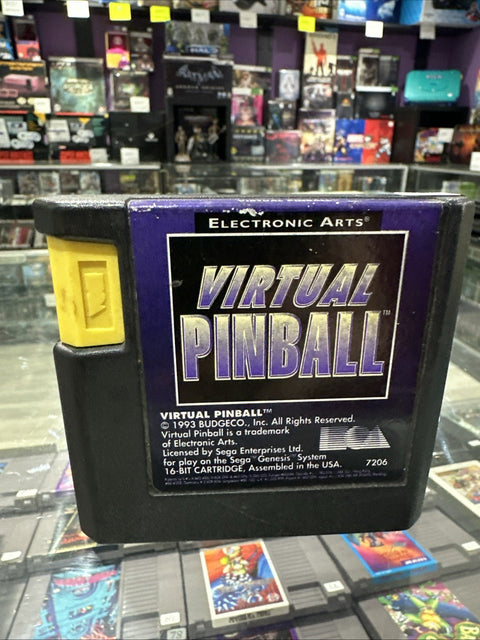 ELECTRONIC ARTS®
VIRTUAL
PINBALL™
VIRTUAL PINBALL™
© 1993 BUDGECO., Inc. All Rights Reserved.
Virtual Pinball is a trademark
of Electronic Arts.
Licensed by Sega Enterprises Ltd.
for play on the Sega™ Genesis™ System
16-BIT CARTRIDGE, Assembled in the USA.
7206